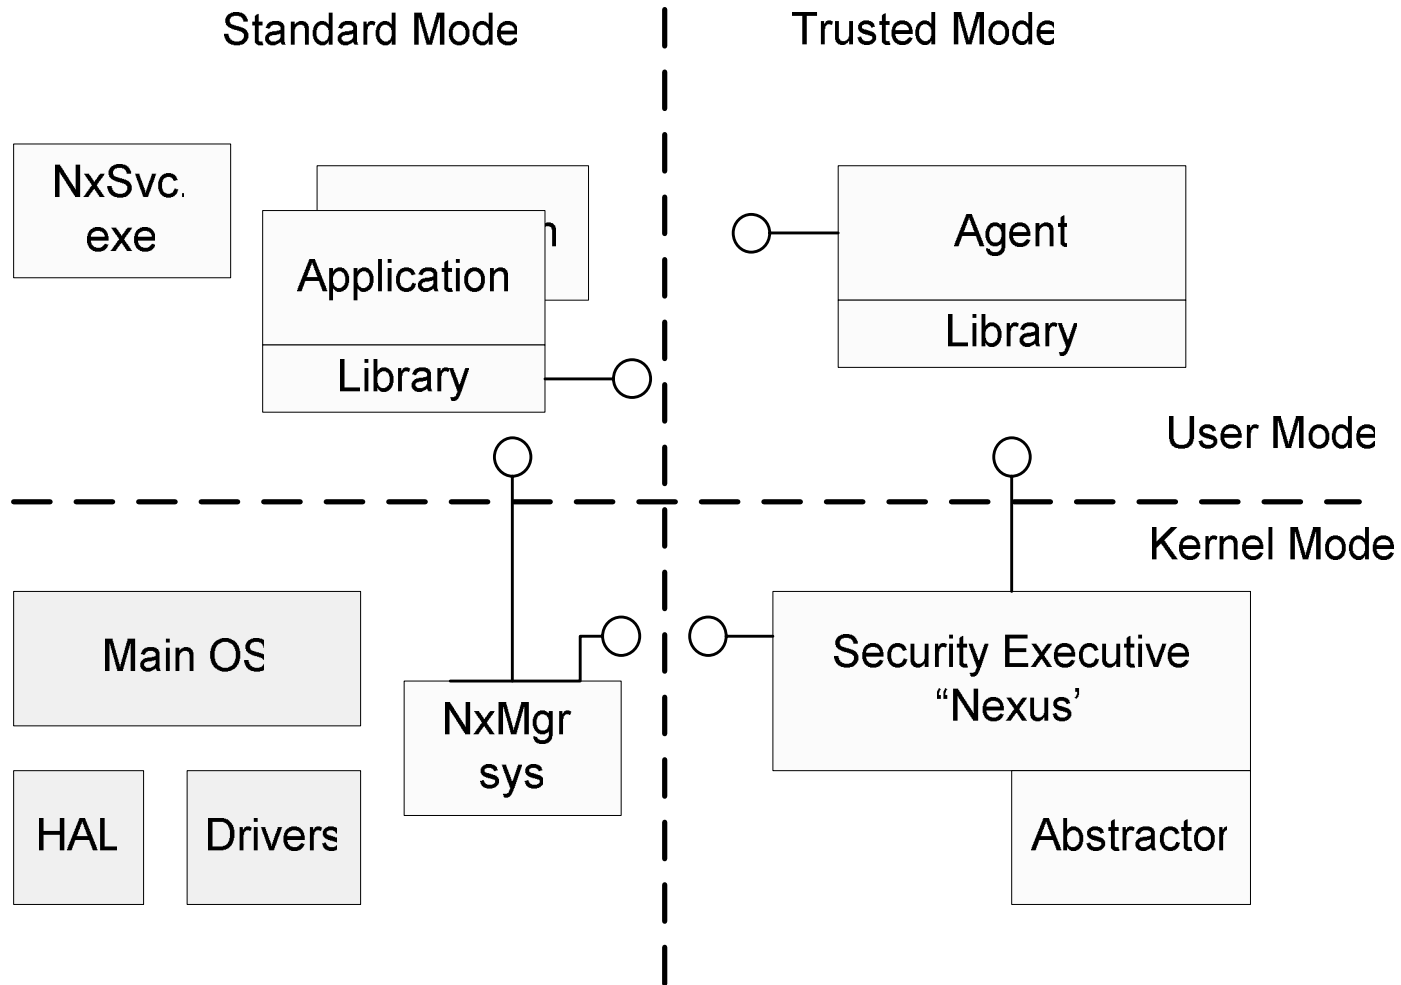 Standard Mode
Trusted Mode
NxSvc.
exe
Application
Library
Agent
Library
User Mode
Kernel Mode
Main OS
NxMgr
sys
HAL
Drivers
Security Executive
“Nexus’
Abstractor